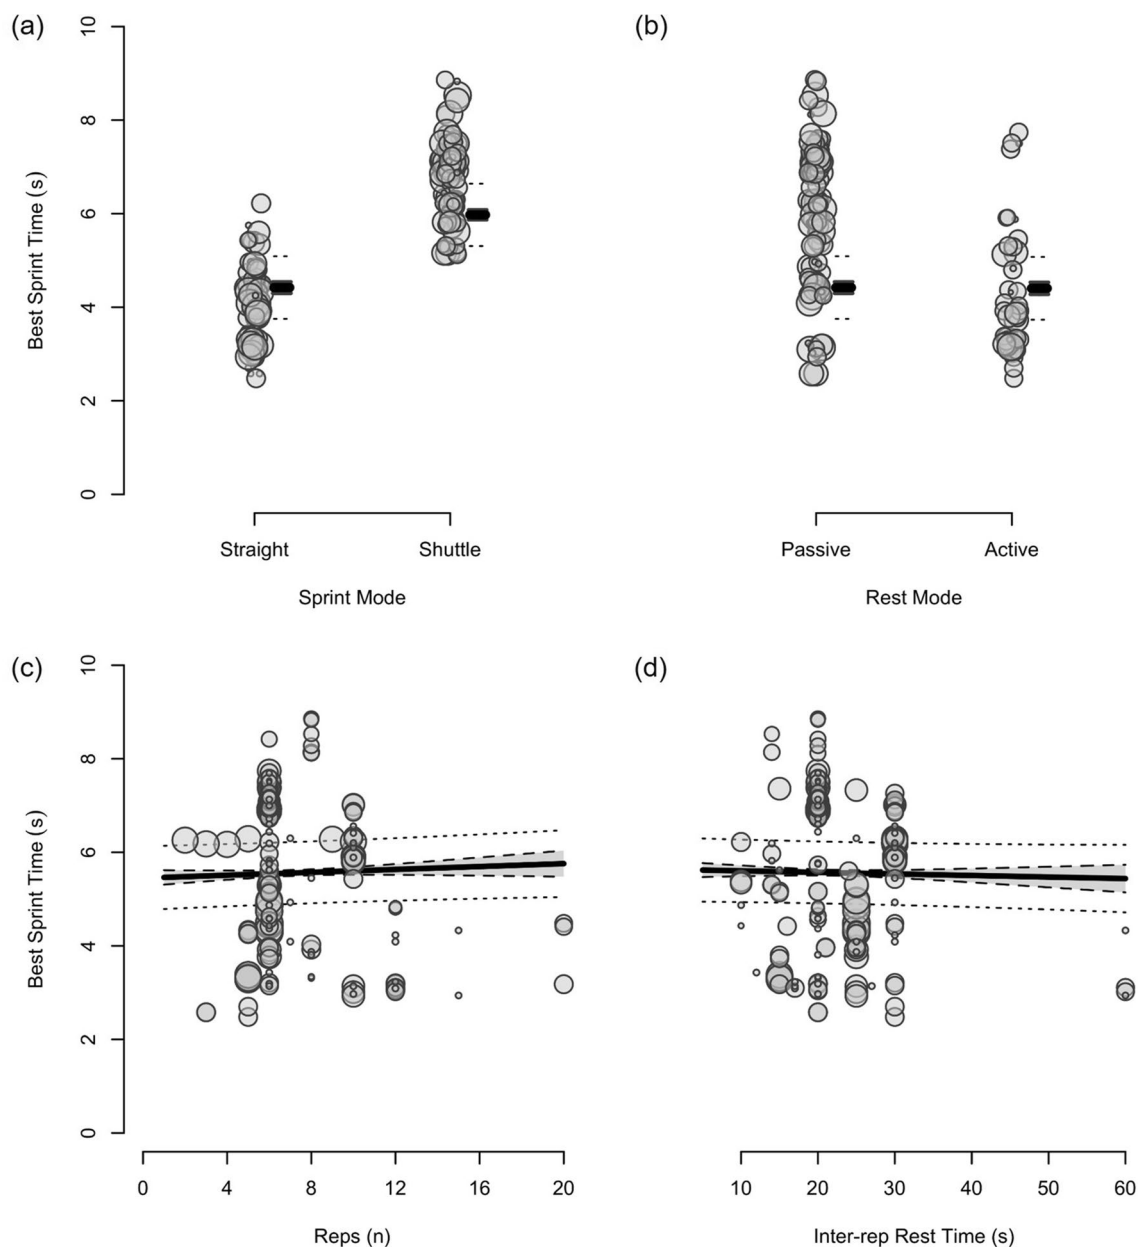 (a)
Best Sprint Time (s)
10
8
6
4
2
0
Straight
Shuttle
Sprint Mode
(b)
Passive
Active
Rest Mode
(c)
Best Sprint Time (s)
10
8
6
4
2
0
0 4 8 12 16 20
Reps (n)
(d)
10 20 30 40 50 60
Inter-rep Rest Time (s)